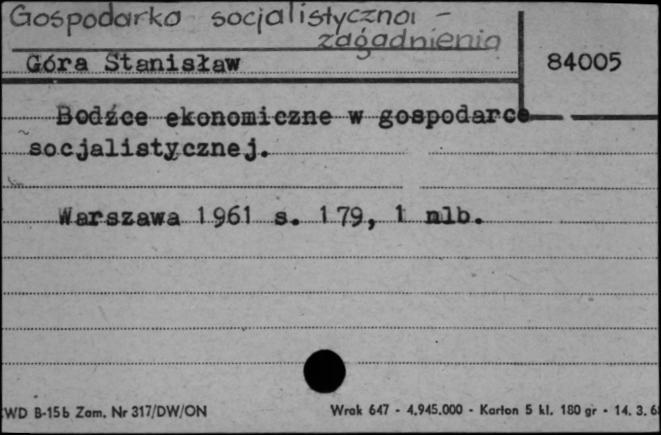 Gospodarka socjalistyczna -
zagadnienia
Góra Stanisław
84005
Bodźce ekonomiczne w gospodarce
socjalistycznej.
Warszawa 1961 s. 179, 1 nlb.
WD B-15b Zam. Nr 317/DW/ON
Wrok 647 - 4.945.000 - Karton 5 kl. 180 gr - 14. 3. 6